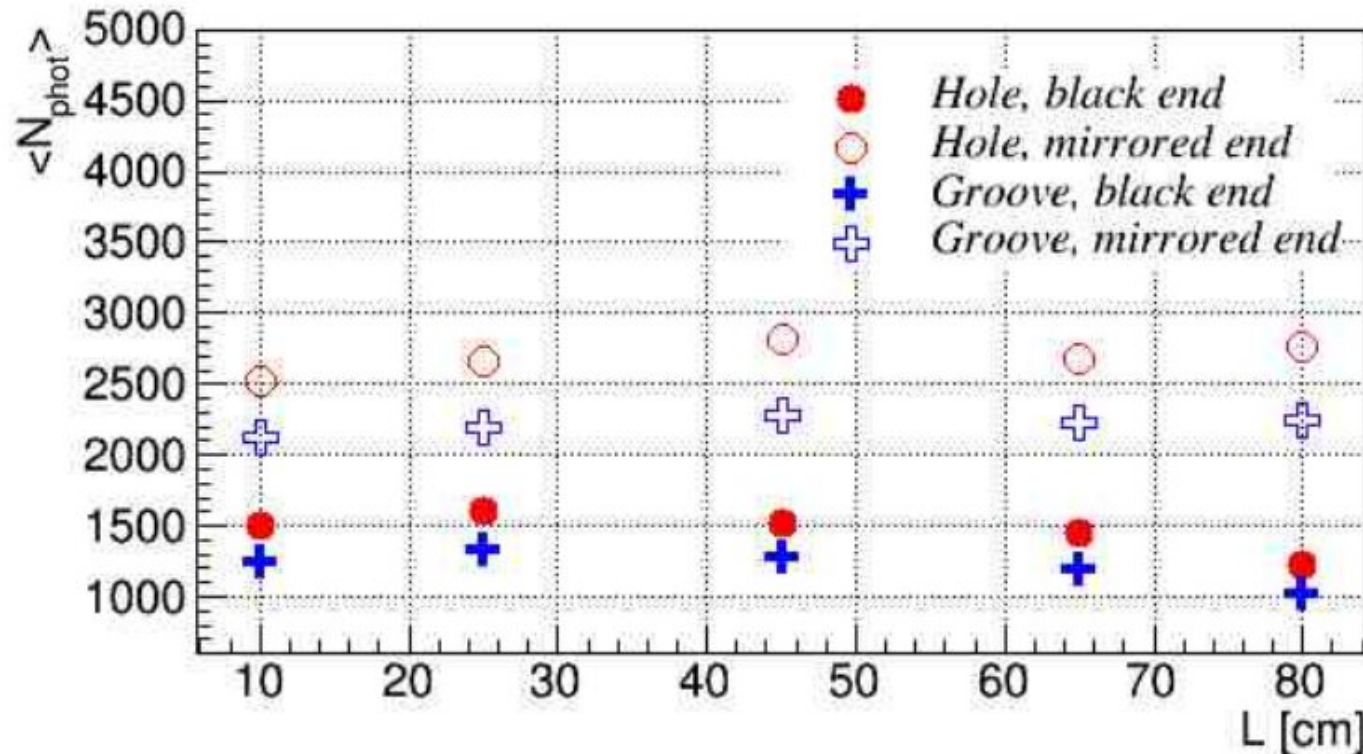 <N_phot>
5000
4500
4000
3500
3000
2500
2000
1500
1000
Hole, black end
Hole, mirrored end
Groove, black end
Groove, mirrored end
10 20 30 40 50 60 70 80
L [cm]